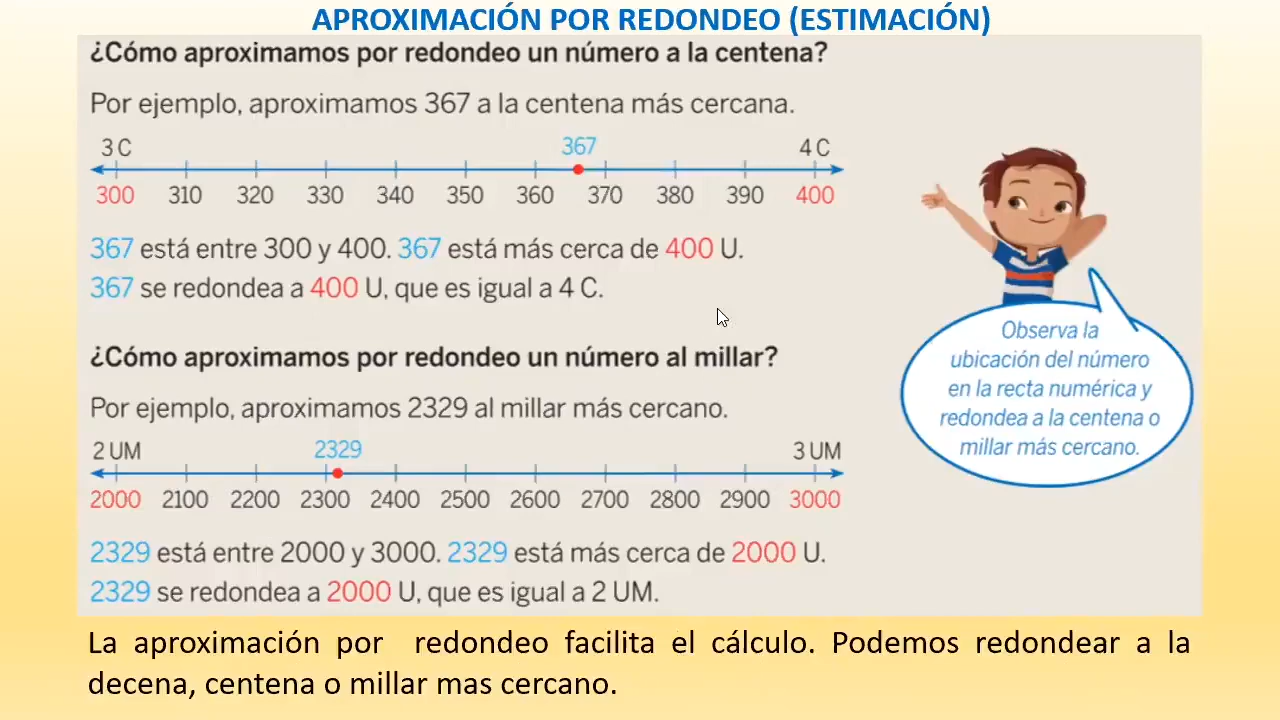 APROXIMACIÓN POR REDONDEO (ESTIMACIÓN)
¿Cómo aproximamos por redondeo un número a la centena?
Por ejemplo, aproximamos 367 a la centena más cercana.
3 C 367 4 C
300 310 320 330 340 350 360 370 380 390 400
367 está entre 300 y 400. 367 está más cerca de 400 U.
367 se redondea a 400 U, que es igual a 4 C.
¿Cómo aproximamos por redondeo un número al millar?
Por ejemplo, aproximamos 2329 al millar más cercano.
2 UM 2329 3 UM
2000 2100 2200 2300 2400 2500 2600 2700 2800 2900 3000
2329 está entre 2000 y 3000. 2329 está más cerca de 2000 U.
2329 se redondea a 2000 U, que es igual a 2 UM.
Observa la
ubicación del número
en la recta numérica y
redondea a la centena o
millar más cercano.
La aproximación por redondeo facilita el cálculo. Podemos redondear a la
decena, centena o millar mas cercano.